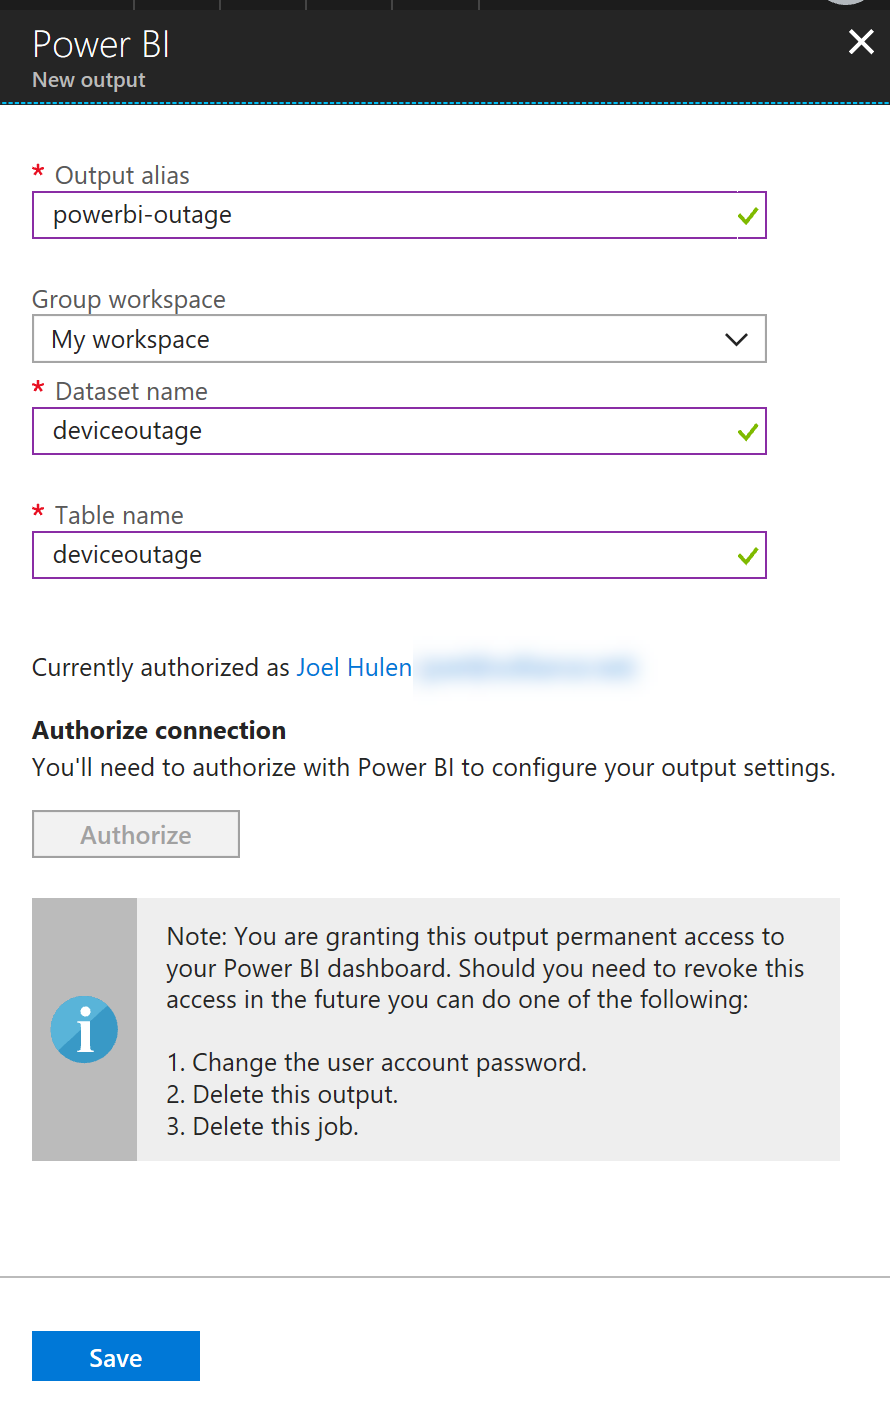 Power BI
New output
* Output alias
powerbi-outage
Group workspace
My workspace
* Dataset name
deviceoutage
* Table name
deviceoutage
Currently authorized as Joel Hulen
Authorize connection
You'll need to authorize with Power BI to configure your output settings.
Authorize
Note: You are granting this output permanent access to
your Power BI dashboard. Should you need to revoke this
access in the future you can do one of the following:
1. Change the user account password.
2. Delete this output.
3. Delete this job.
Save